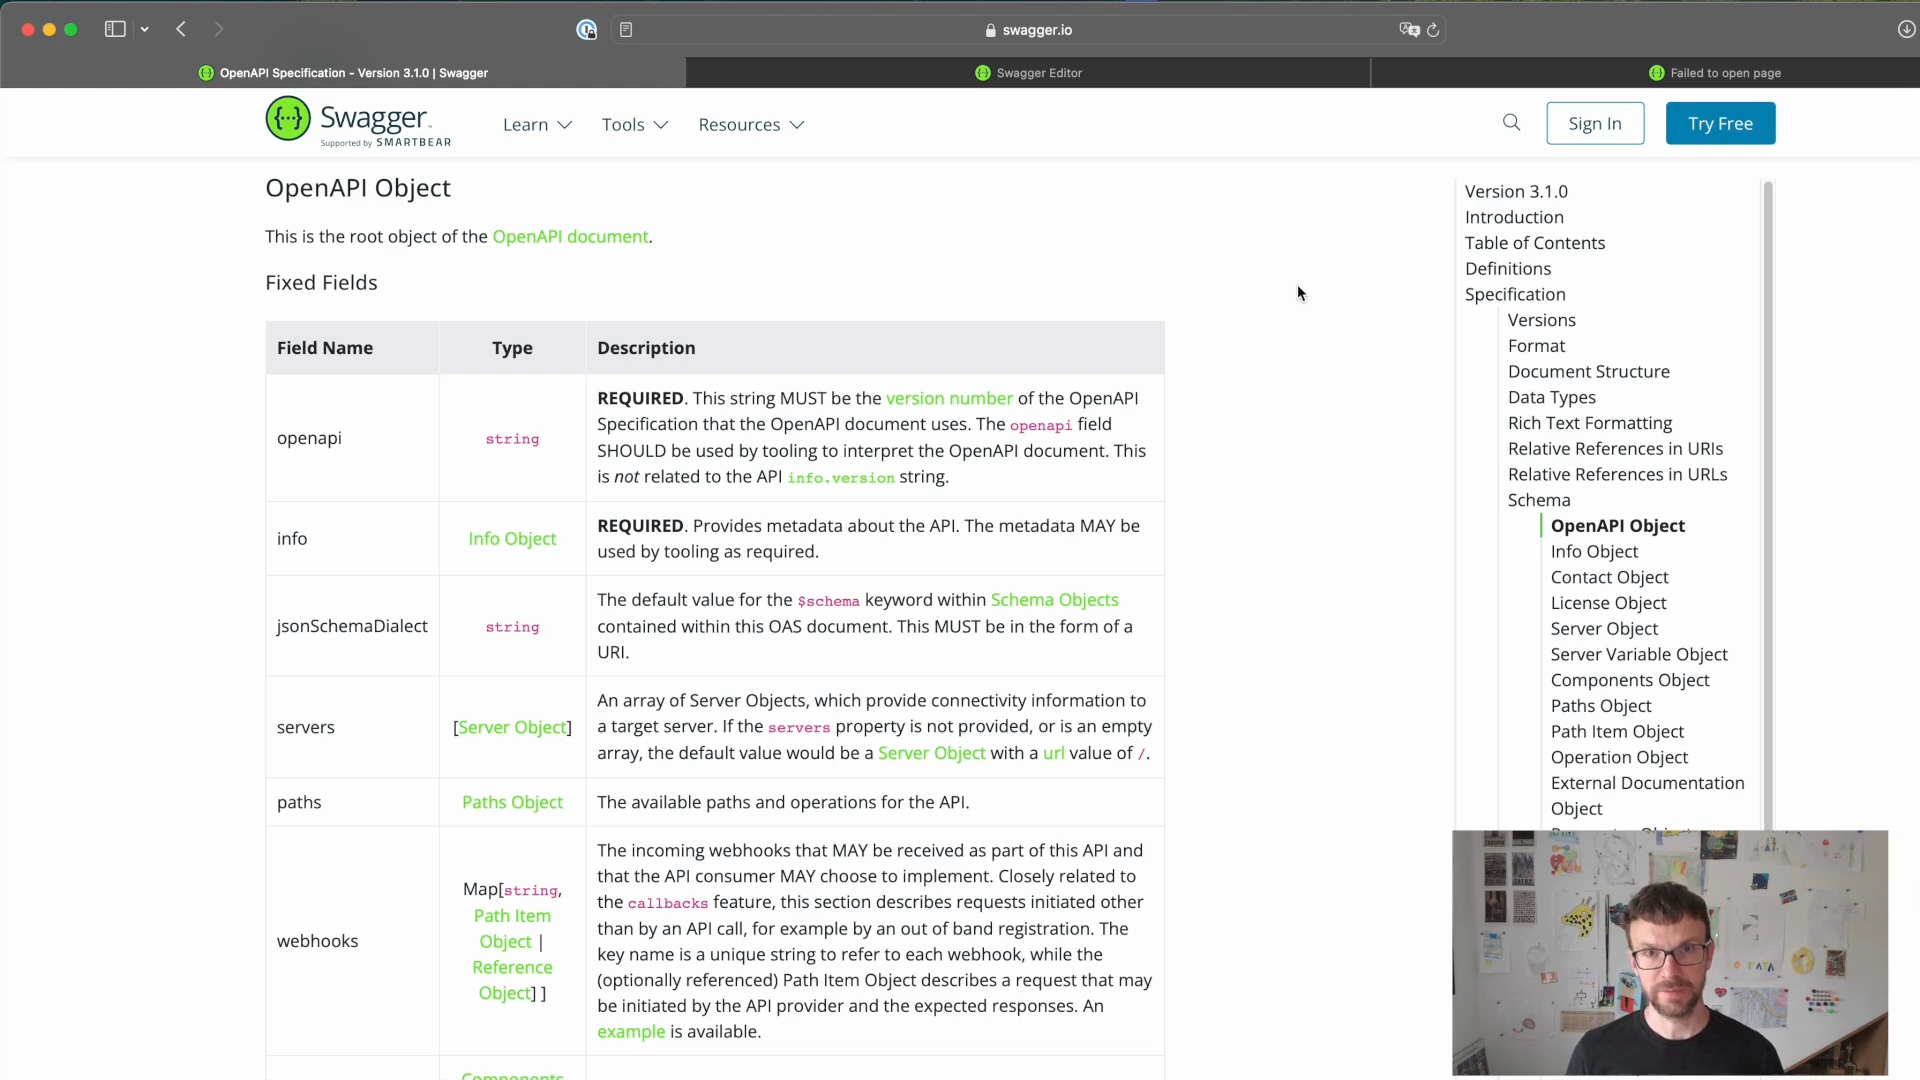 swagger.io
OpenAPI Specification - Version 3.1.0 | Swagger
Swagger Editor
Failed to open page
Swagger
Supported by SMARTBEAR
Learn
Tools
Resources
Sign In
Try Free
OpenAPI Object
This is the root object of the OpenAPI document.
Fixed Fields
Field Name
Type
Description
openapi
string
REQUIRED. This string MUST be the version number of the OpenAPI
Specification that the OpenAPI document uses. The openapi field
SHOULD be used by tooling to interpret the OpenAPI document. This
is not related to the API info.version string.
info
Info Object
REQUIRED. Provides metadata about the API. The metadata MAY be
used by tooling as required.
jsonSchemaDialect
string
The default value for the $schema keyword within Schema Objects
contained within this OAS document. This MUST be in the form of a
URI.
servers
[Server Object]
An array of Server Objects, which provide connectivity information to
a target server. If the servers property is not provided, or is an empty
array, the default value would be a Server Object with a url value of /.
paths
Paths Object
The available paths and operations for the API.
webhooks
Map[string,
Path Item
Object |
Reference
Object] ]
The incoming webhooks that MAY be received as part of this API and
that the API consumer MAY choose to implement. Closely related to
the callbacks feature, this section describes requests initiated other
than by an API call, for example by an out of band registration. The
key name is a unique string to refer to each webhook, while the
(optionally referenced) Path Item Object describes a request that may
be initiated by the API provider and the expected responses. An
example is available.
Components
Version 3.1.0
Introduction
Table of Contents
Definitions
Specification
Versions
Format
Document Structure
Data Types
Rich Text Formatting
Relative References in URIs
Relative References in URLs
Schema
OpenAPI Object
Info Object
Contact Object
License Object
Server Object
Server Variable Object
Components Object
Paths Object
Path Item Object
Operation Object
External Documentation
Object